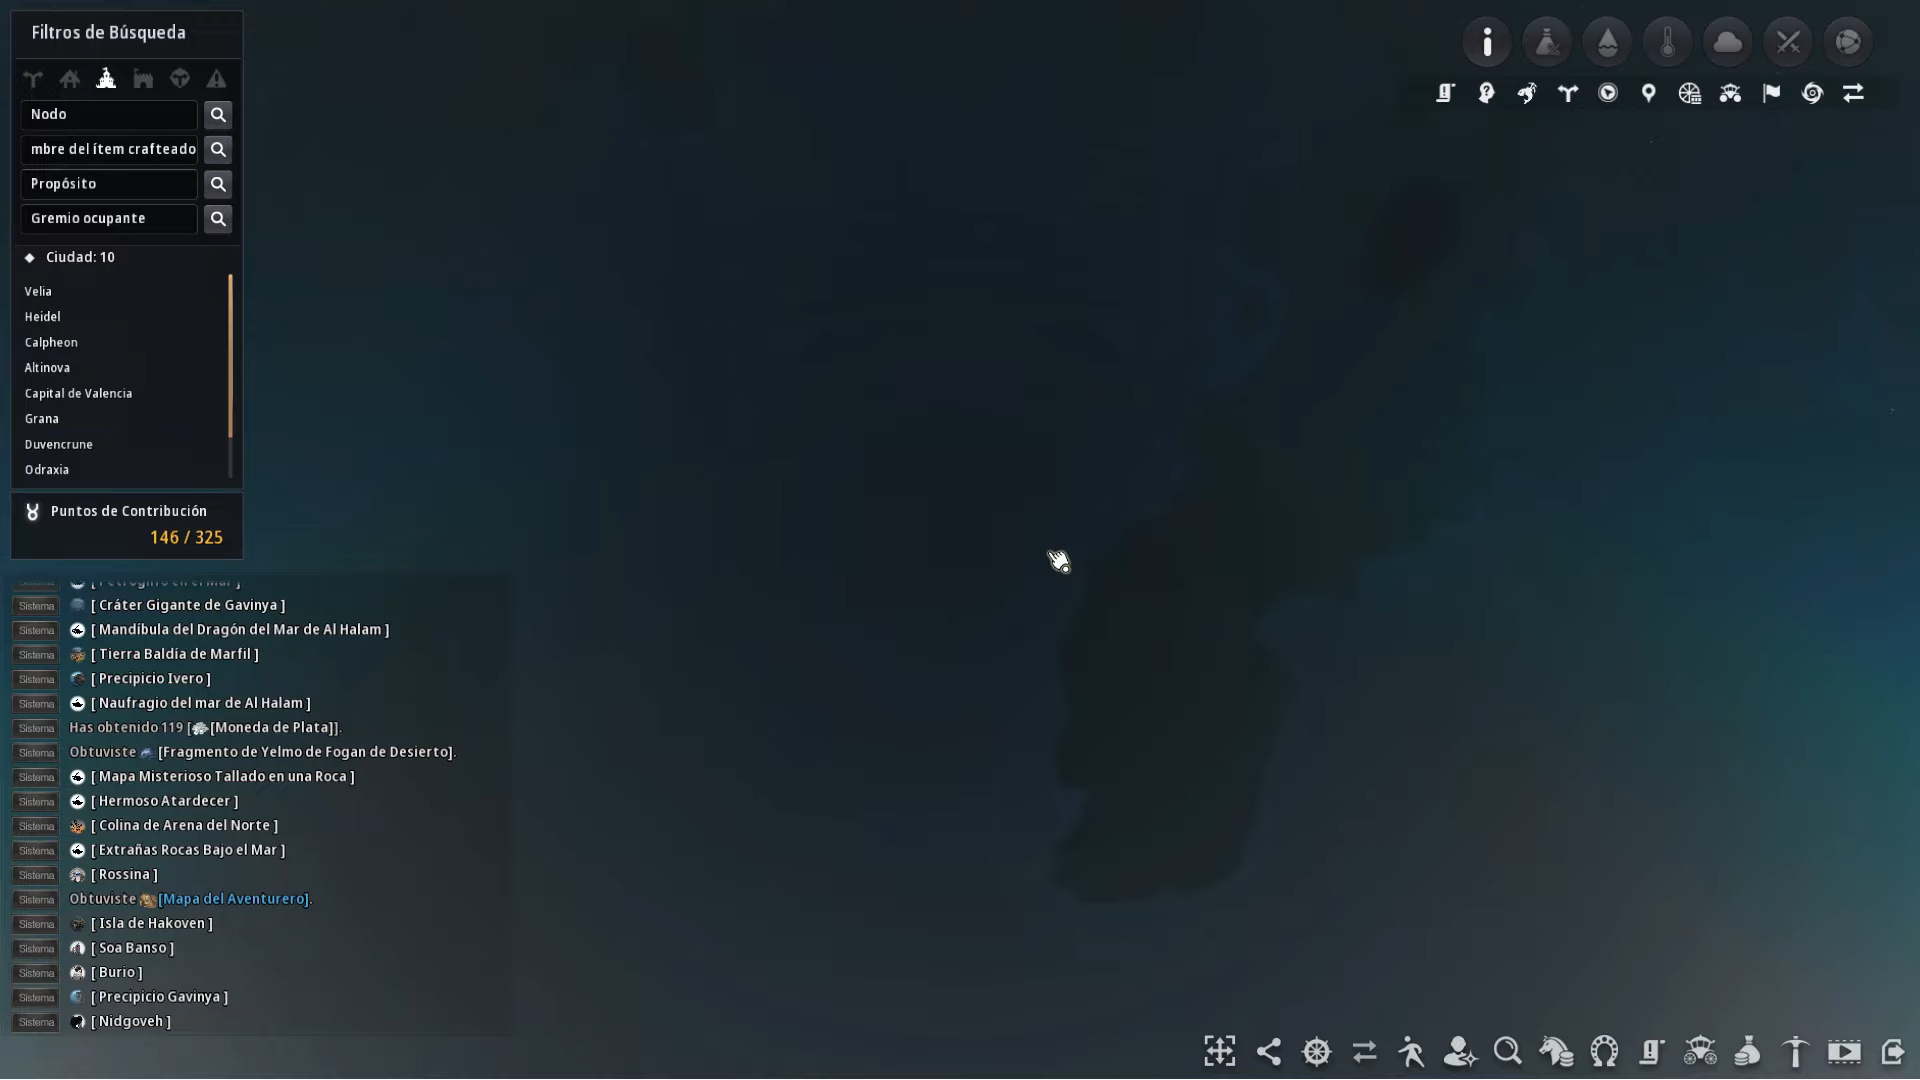 Filtros de Búsqueda
Nodo
mbre del ítem crafteado
Propósito
Gremio ocupante
Ciudad: 10
Velia
Heidel
Calpheon
Altinova
Capital de Valencia
Grana
Duvencrune
Odraxia
Puntos de Contribución
146 / 325
Sistema [ Cráter Gigante de Gavinya ]
Sistema [ Mandíbula del Dragón del Mar de Al Halam ]
Sistema [ Tierra Baldía de Marfil ]
Sistema [ Precipicio Ivero ]
Sistema [ Naufragio del mar de Al Halam ]
Sistema Has obtenido 119 [[Moneda de Plata]].
Sistema Obtuviste [Fragmento de Yelmo de Fogan de Desierto].
Sistema [ Mapa Misterioso Tallado en una Roca ]
Sistema [ Hermoso Atardecer ]
Sistema [ Colina de Arena del Norte ]
Sistema [ Extrañas Rocas Bajo el Mar ]
Sistema [ Rossina ]
Sistema Obtuviste [Mapa del Aventurero].
Sistema [ Isla de Hakoven ]
Sistema [ Soa Banso ]
Sistema [ Burio ]
Sistema [ Precipicio Gavinya ]
Sistema [ Nidgoveh ]